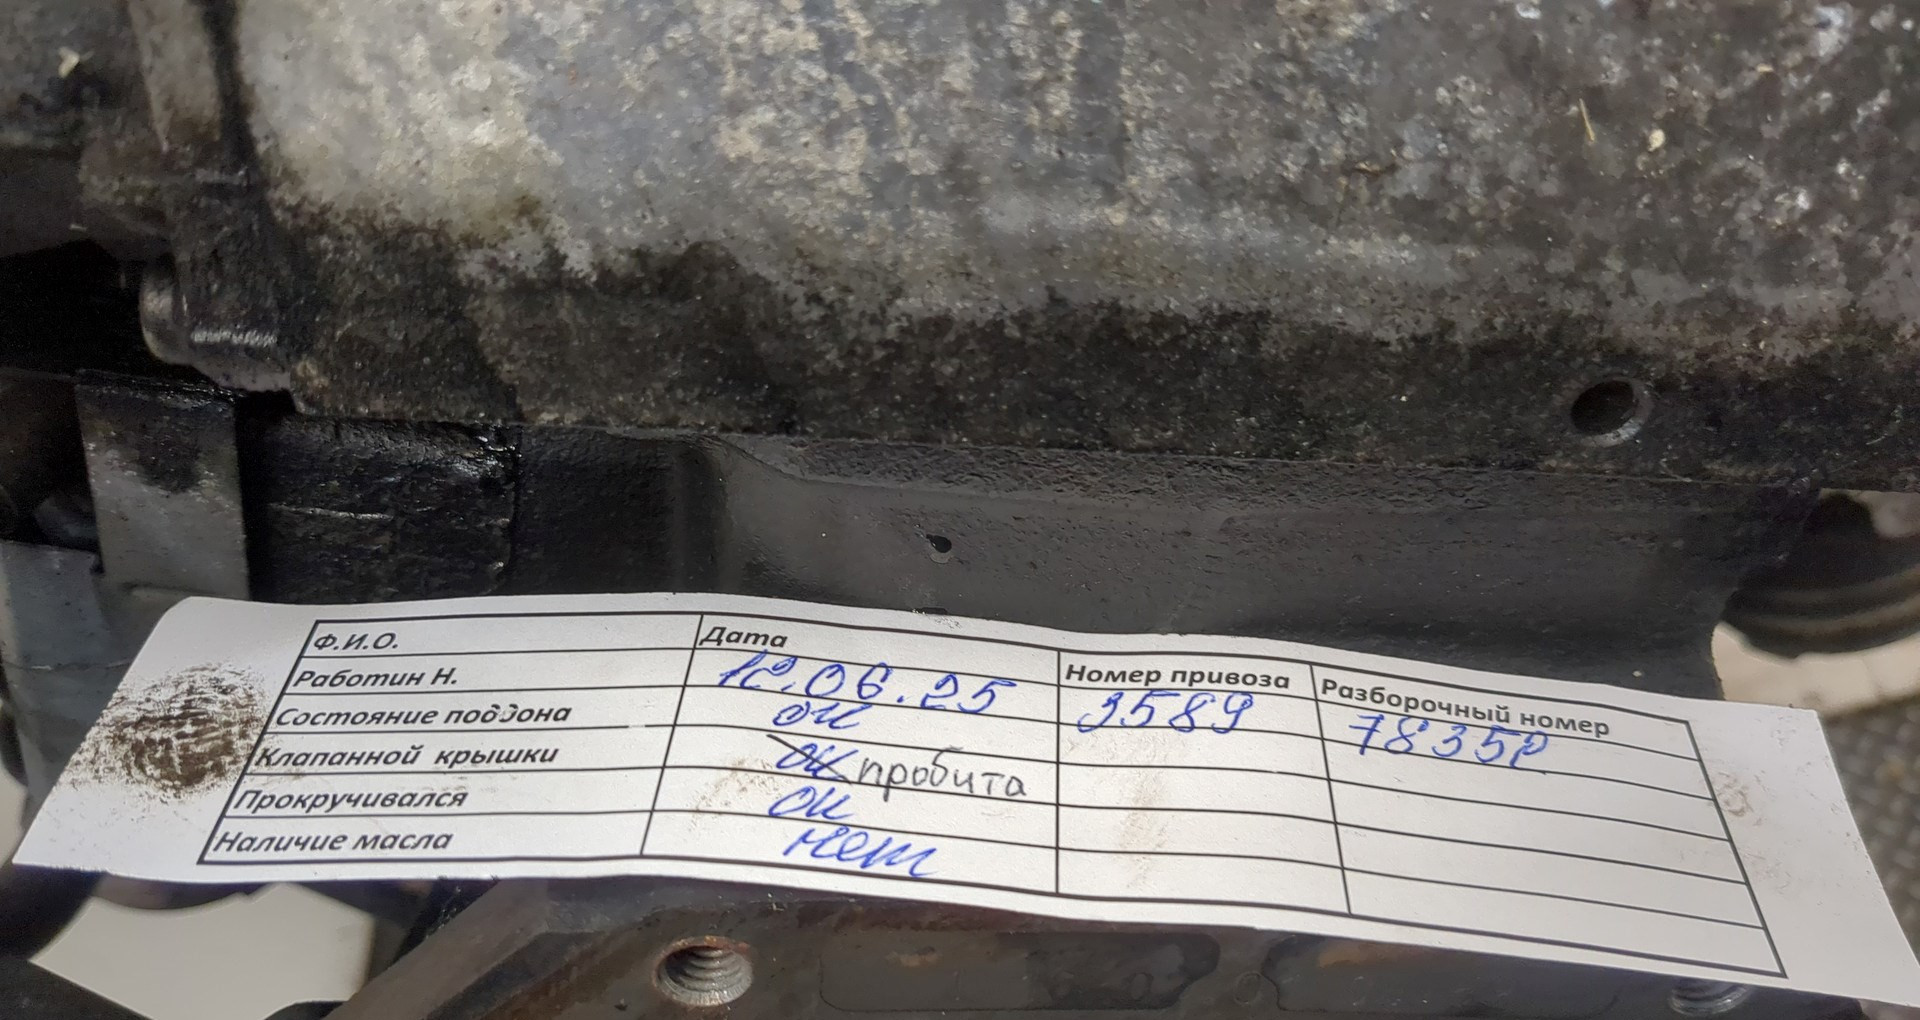 Ф.И.О. Дата Номер привоза Разборочный номер
Работин Н. 12.06.25 3589 7835Р
Состояние поддона ок
Клапанной крышки ок пробита
Прокручивался ок
Наличие масла нет